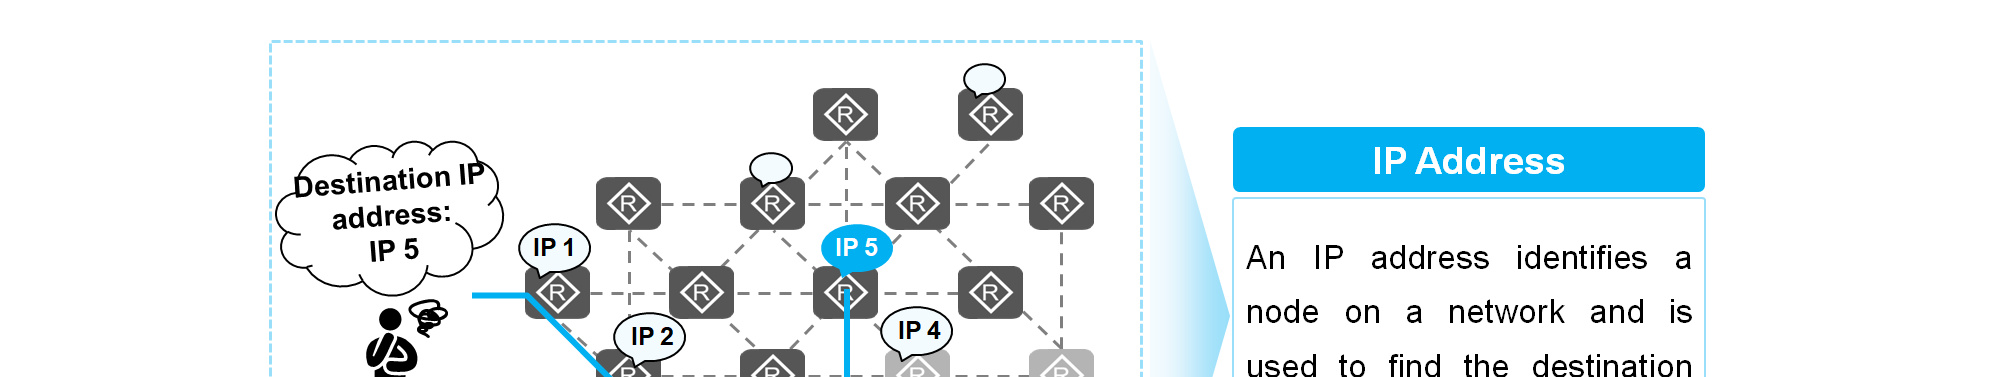 Destination IP
address:
IP 5
R
R
R
R
R
R
IP 1
IP 5
R
R
R
R
IP 2
IP 4
R
R
R
R
IP Address
An IP address identifies a
node on a network and is
used to find the destination